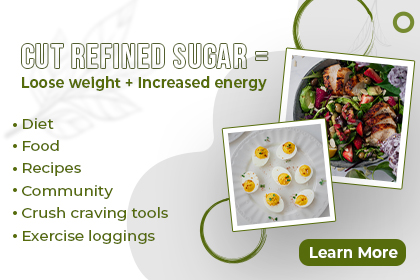 CUT REFINED SUGAR =
Loose weight + Increased energy
• Diet
• Food
• Recipes
• Community
• Crush craving tools
• Exercise loggings
Learn More